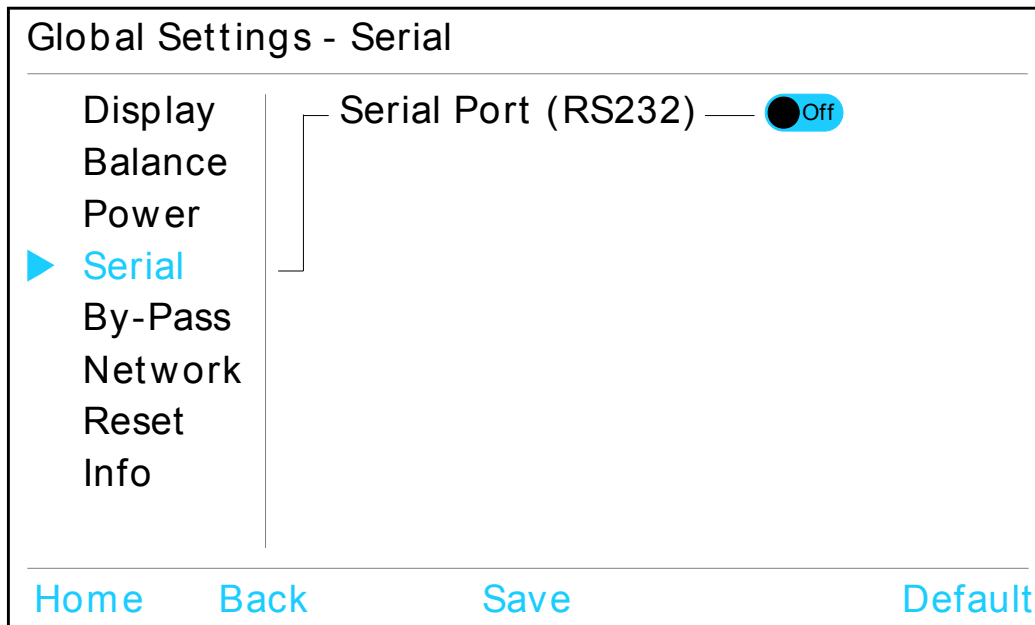 Global Settings - Serial
Display
Balance
Power
Serial
By-Pass
Network
Reset
Info
Serial Port (RS232) Off
Home Back Save Default